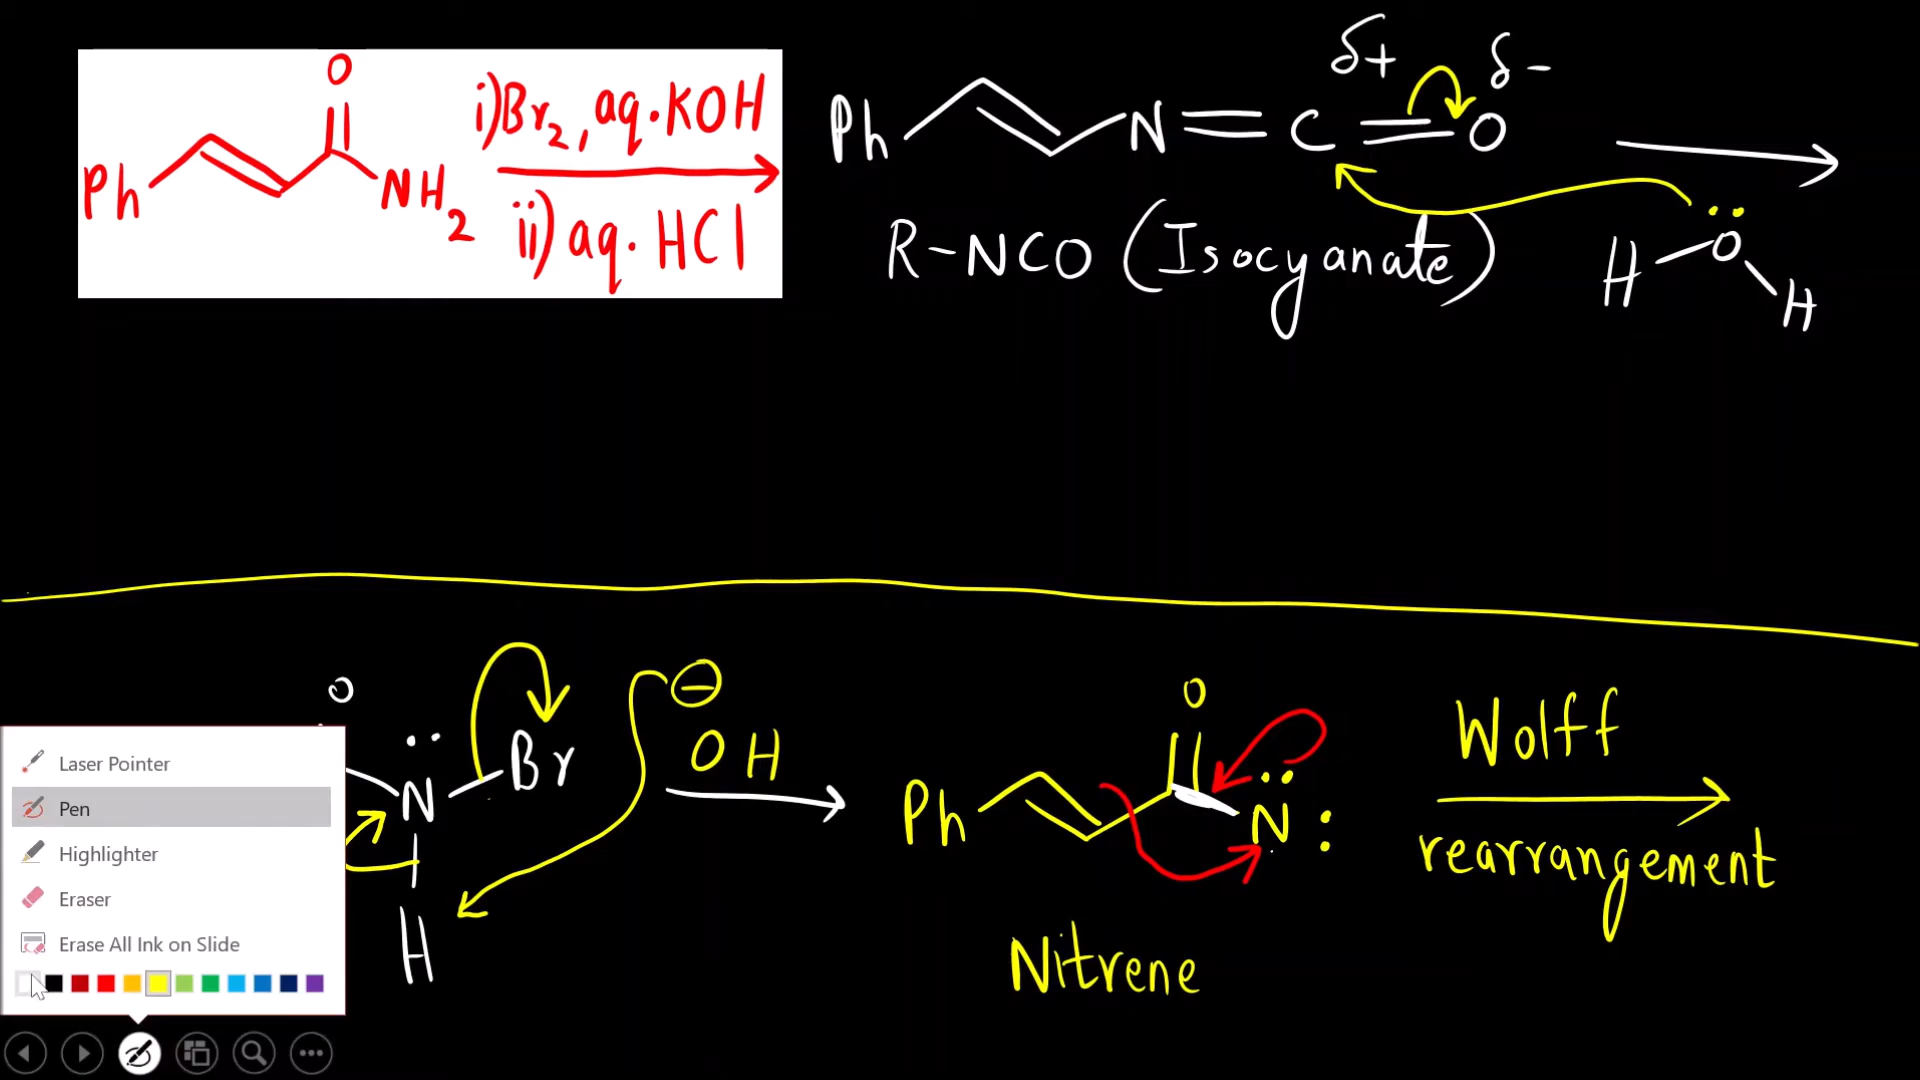 O
Ph NH2
i) Br2, aq. KOH
ii) aq. HCl
δ+ δ-
Ph N = C = O
R-NCO (Isocyanate)
H O H
O
N Br
H
⊖
OH
O
Ph N
Nitrene
Wolff
rearrangement
Laser Pointer
Pen
Highlighter
Eraser
Erase All Ink on Slide